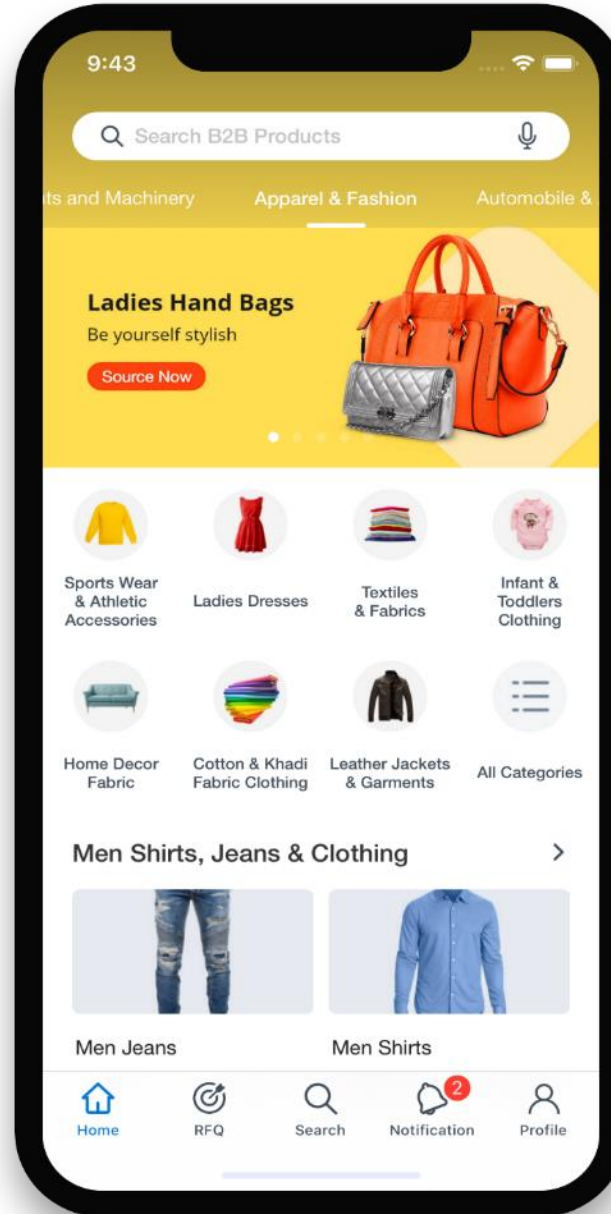 9:43
Search B2B Products
ts and Machinery
Apparel & Fashion
Automobile &
Ladies Hand Bags
Be yourself stylish
Source Now
Sports Wear
& Athletic
Accessories
Ladies Dresses
Textiles
& Fabrics
Infant &
Toddlers
Clothing
Home Decor
Fabric
Cotton & Khadi
Fabric Clothing
Leather Jackets
& Garments
All Categories
Men Shirts, Jeans & Clothing
Men Jeans
Men Shirts
2
Home
RFQ
Search
Notification
Profile